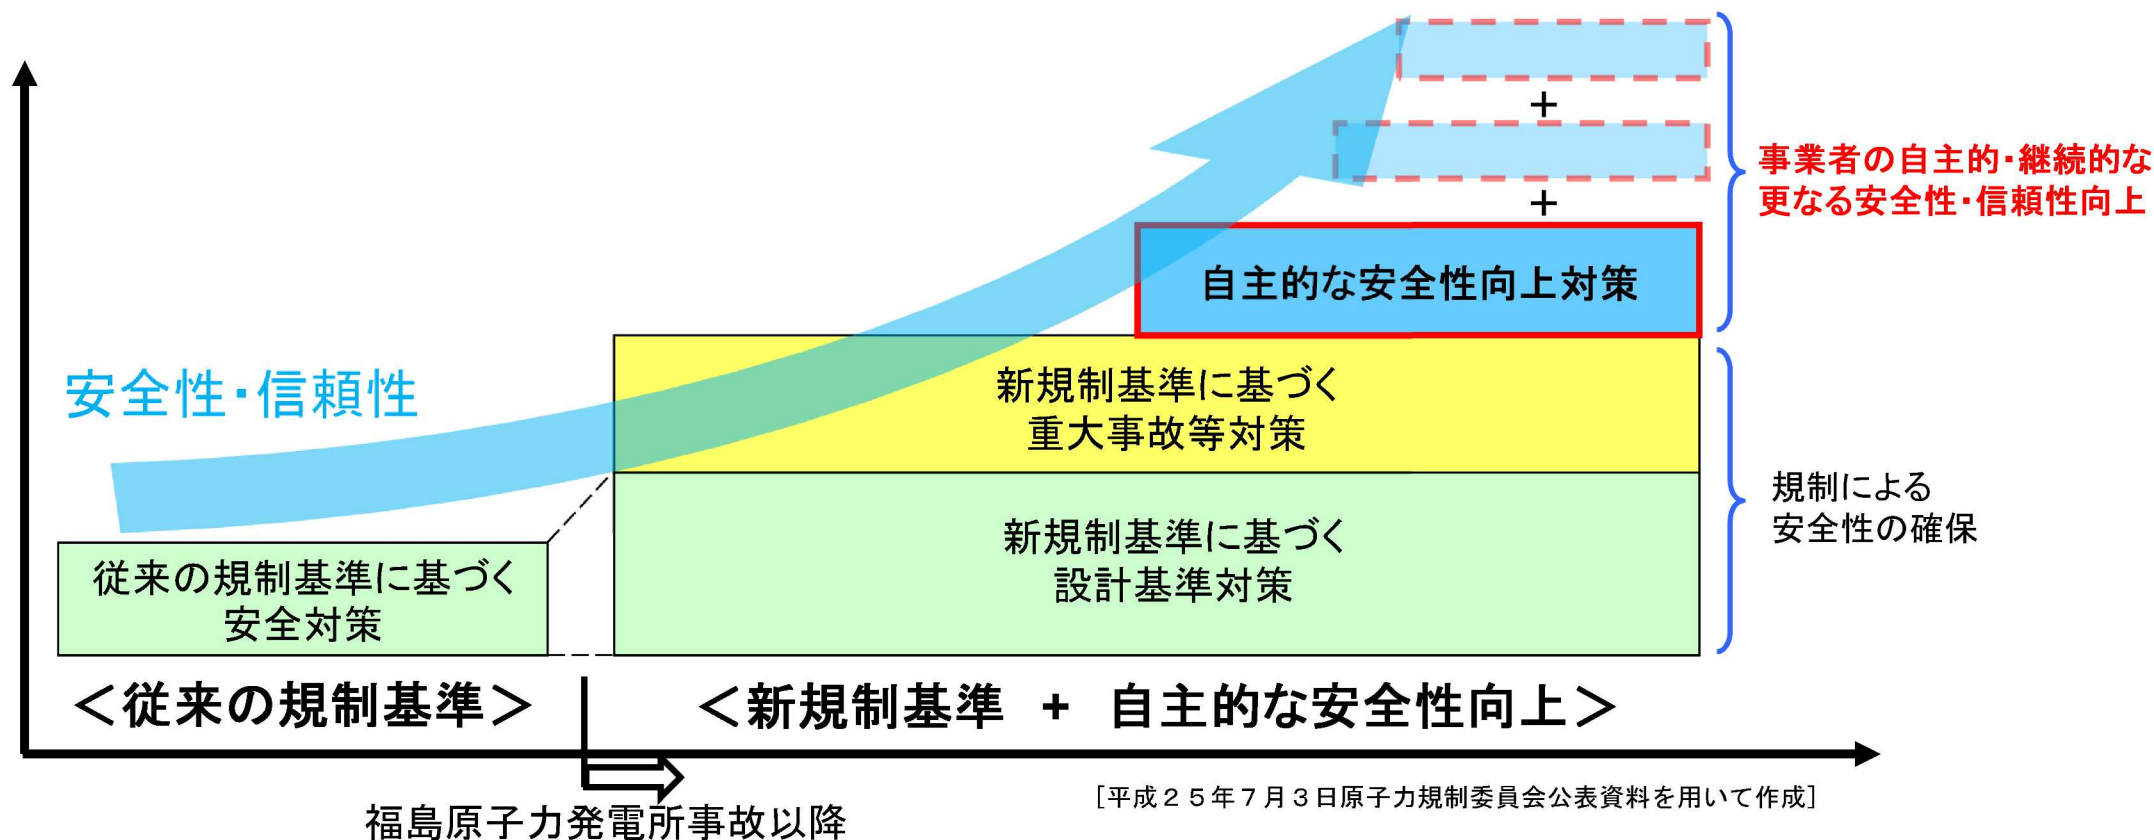 +
+
事業者の自主的・継続的な
更なる安全性・信頼性向上
自主的な安全性向上対策
安全性・信頼性
新規制基準に基づく
重大事故等対策
規制による
安全性の確保
新規制基準に基づく
設計基準対策
従来の規制基準に基づく
安全対策
＜従来の規制基準＞
＜新規制基準 + 自主的な安全性向上＞
福島原子力発電所事故以降
[平成２５年７月３日原子力規制委員会公表資料を用いて作成]